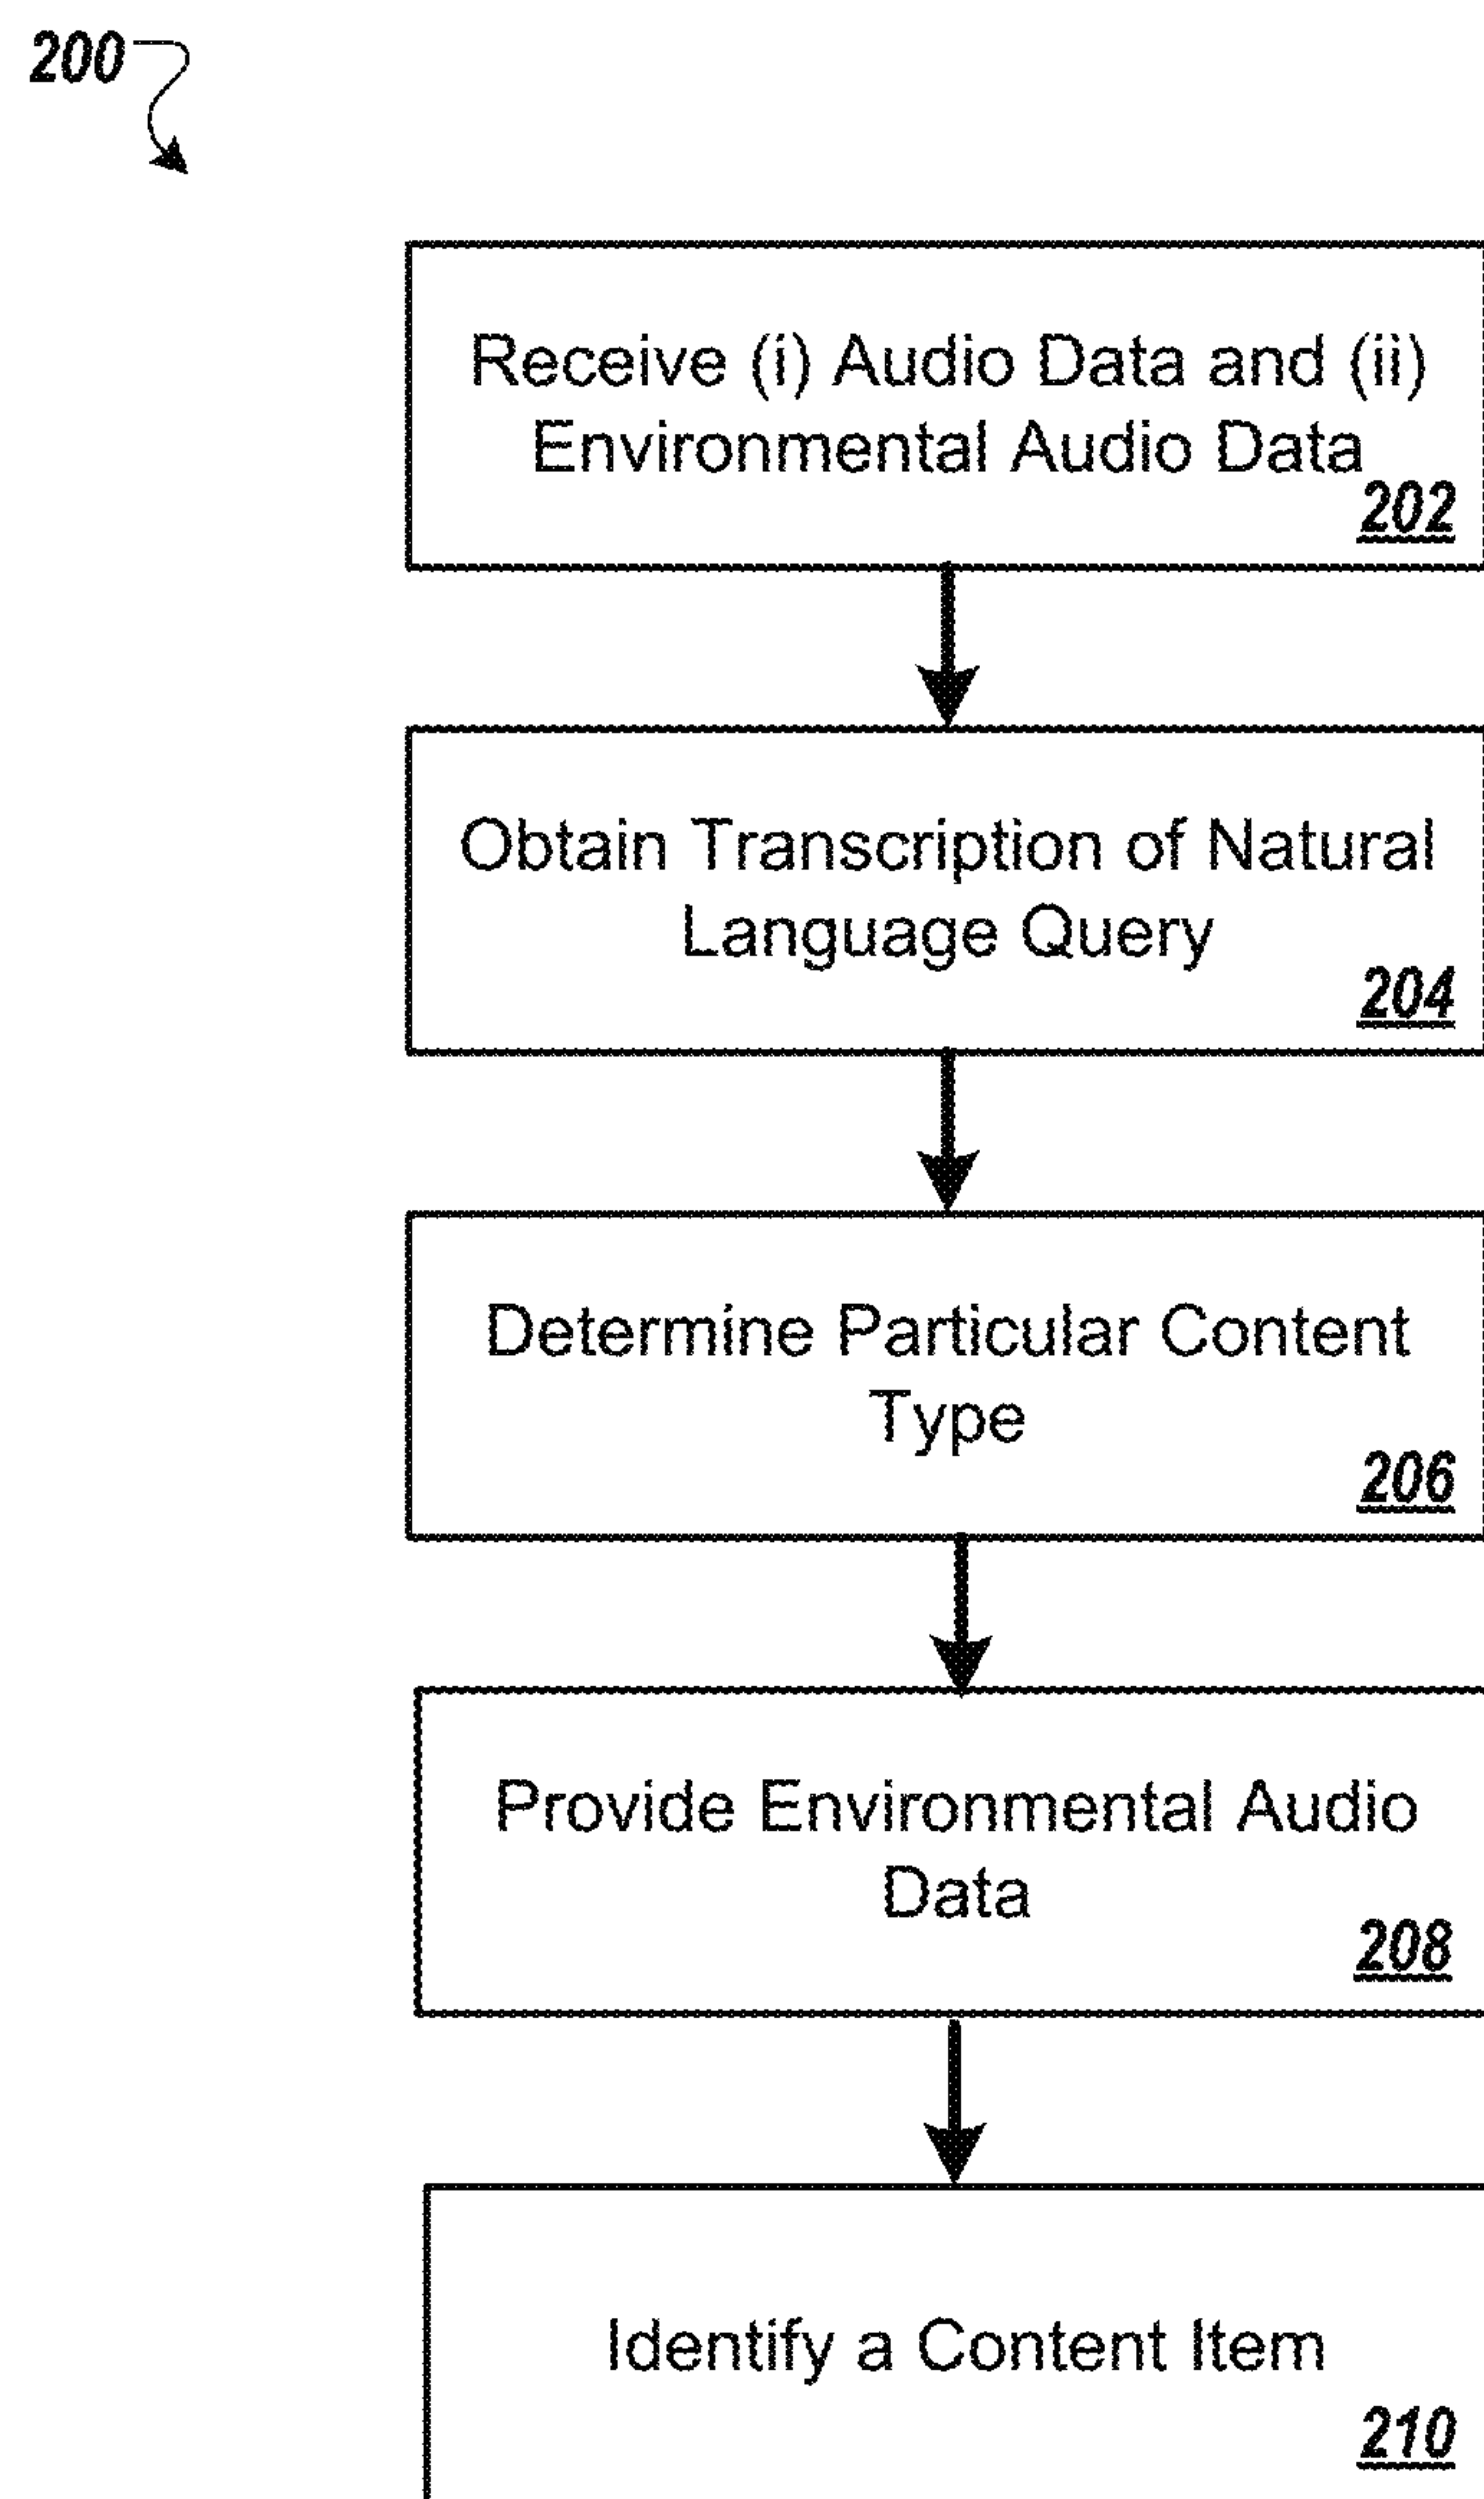 200
Receive (i) Audio Data and (ii)
Environmental Audio Data
202
Obtain Transcription of Natural
Language Query
204
Determine Particular Content
Type
206
Provide Environmental Audio
Data
208
Identify a Content Item
210